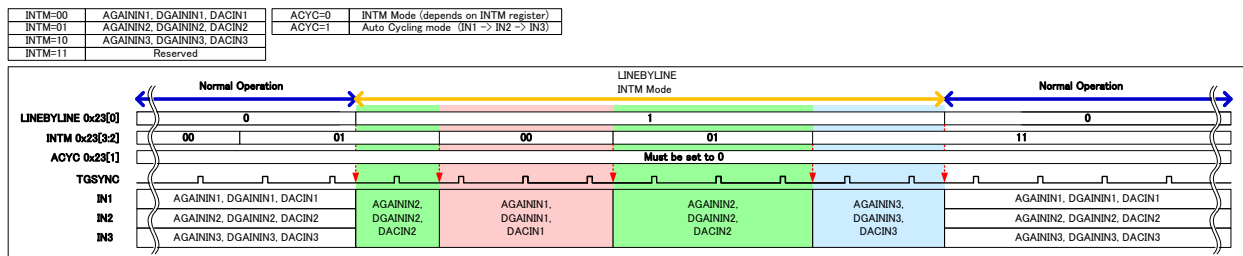 INTM=00 AGAININ1, DGAININ1, DACIN1
INTM=01 AGAININ2, DGAININ2, DACIN2
INTM=10 AGAININ3, DGAININ3, DACIN3
INTM=11 Reserved
ACYC=0 INTM Mode (depends on INTM register)
ACYC=1 Auto Cycling mode (IN1 -> IN2 -> IN3)
LINEBYLINE
Normal Operation INTM Mode Normal Operation
LINEBYLINE 0x23[0] 0 1 0
INTM 0x23[3:2] 00 01 00 01 11
ACYC 0x23[1] Must be set to 0
TGSYNC
IN1 AGAININ1, DGAININ1, DACIN1
IN2 AGAININ2, DGAININ2, DACIN2
IN3 AGAININ3, DGAININ3, DACIN3
AGAININ2,
DGAININ2,
DACIN2
AGAININ1,
DGAININ1,
DACIN1
AGAININ2,
DGAININ2,
DACIN2
AGAININ3,
DGAININ3,
DACIN3
AGAININ1, DGAININ1, DACIN1
AGAININ2, DGAININ2, DACIN2
AGAININ3, DGAININ3, DACIN3